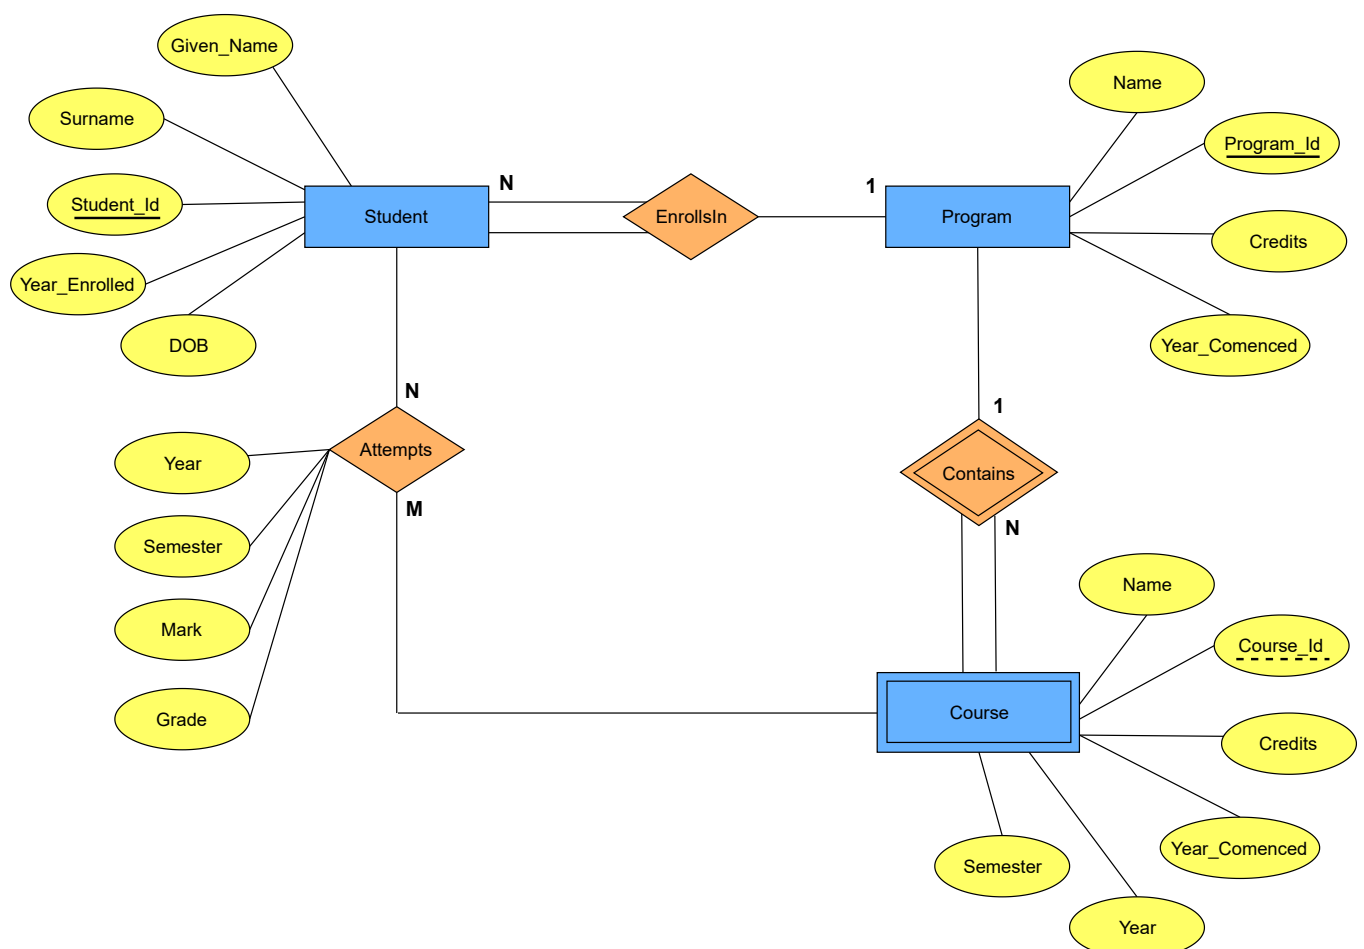 Given_Name
Name
Surname
Program_Id
N
1
Student_Id
Student
EnrollsIn
Program
Credits
Year_Enrolled
DOB
Year_Comenced
N
1
Attempts
Year
Contains
M
N
Semester
Name
Mark
Course_Id
Grade
Course
Credits
Year_Comenced
Semester
Year